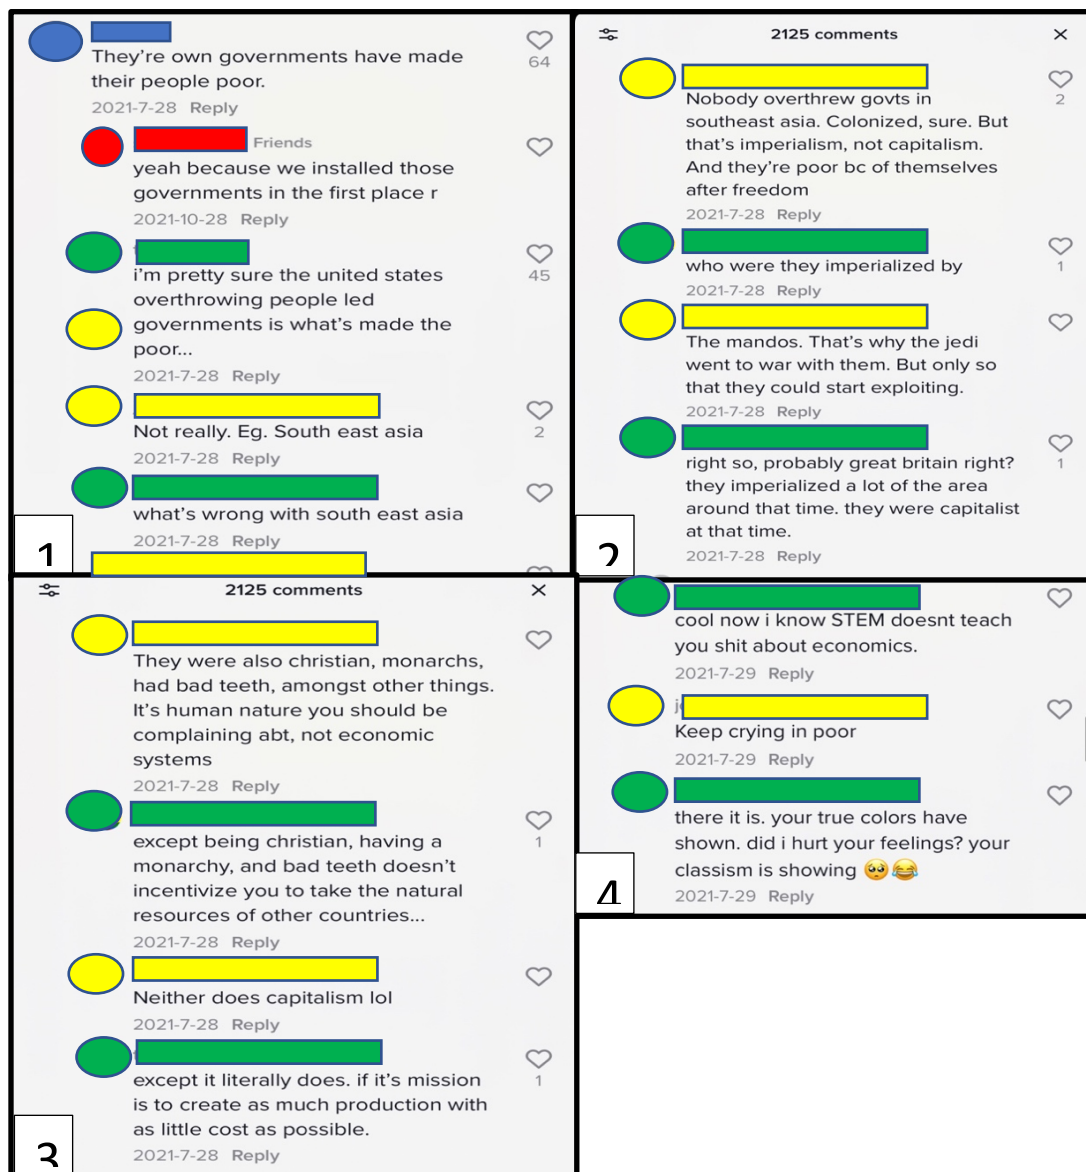 They're own governments have made
their people poor.
64
2021-7-28 Reply
Friends
yeah because we installed those
governments in the first place r
2021-10-28 Reply
i'm pretty sure the united states
45
overthrowing people led
governments is what's made the
poor...
2021-7-28 Reply
Not really. Eg. South east asia
2
2021-7-28 Reply
what's wrong with south east asia
2021-7-28 Reply
1
2125 comments
Nobody overthrew govts in
2
southeast asia. Colonized, sure. But
that's imperialism, not capitalism.
And they're poor bc of themselves
after freedom
2021-7-28 Reply
who were they imperialized by
1
2021-7-28 Reply
The mandos. That's why the jedi
went to war with them. But only so
that they could start exploiting.
2021-7-28 Reply
right so, probably great britain right?
1
they imperialized a lot of the area
around that time. they were capitalist
at that time.
2021-7-28 Reply
2
2125 comments
They were also christian, monarchs,
had bad teeth, amongst other things.
It's human nature you should be
complaining abt, not economic
systems
2021-7-28 Reply
except being christian, having a
1
monarchy, and bad teeth doesn't
incentivize you to take the natural
resources of other countries...
2021-7-28 Reply
Neither does capitalism lol
2021-7-28 Reply
except it literally does. if it's mission
1
is to create as much production with
as little cost as possible.
2021-7-28 Reply
3
cool now i know STEM doesnt teach
you shit about economics.
2021-7-29 Reply
Keep crying in poor
2021-7-29 Reply
there it is. your true colors have
shown. did i hurt your feelings? your
classism is showing 🥺😂
2021-7-29 Reply
4